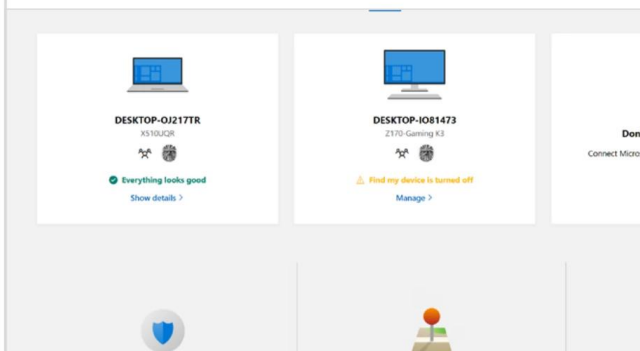 DESKTOP-OJ217TR
X510UQR
Everything looks good
Show details >
DESKTOP-IO81473
Z170-Gaming K3
Find my device is turned off
Manage >
Connect Micro